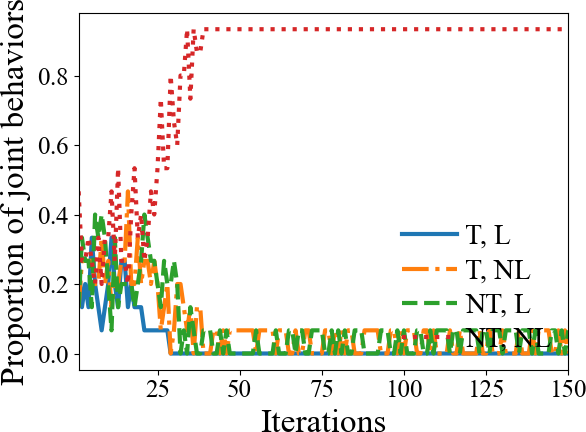 Proportion of joint behaviors
0.8
0.6
0.4
0.2
0.0
T, L
T, NL
NT, L
NT, NL
25
50
75
100
125
150
Iterations